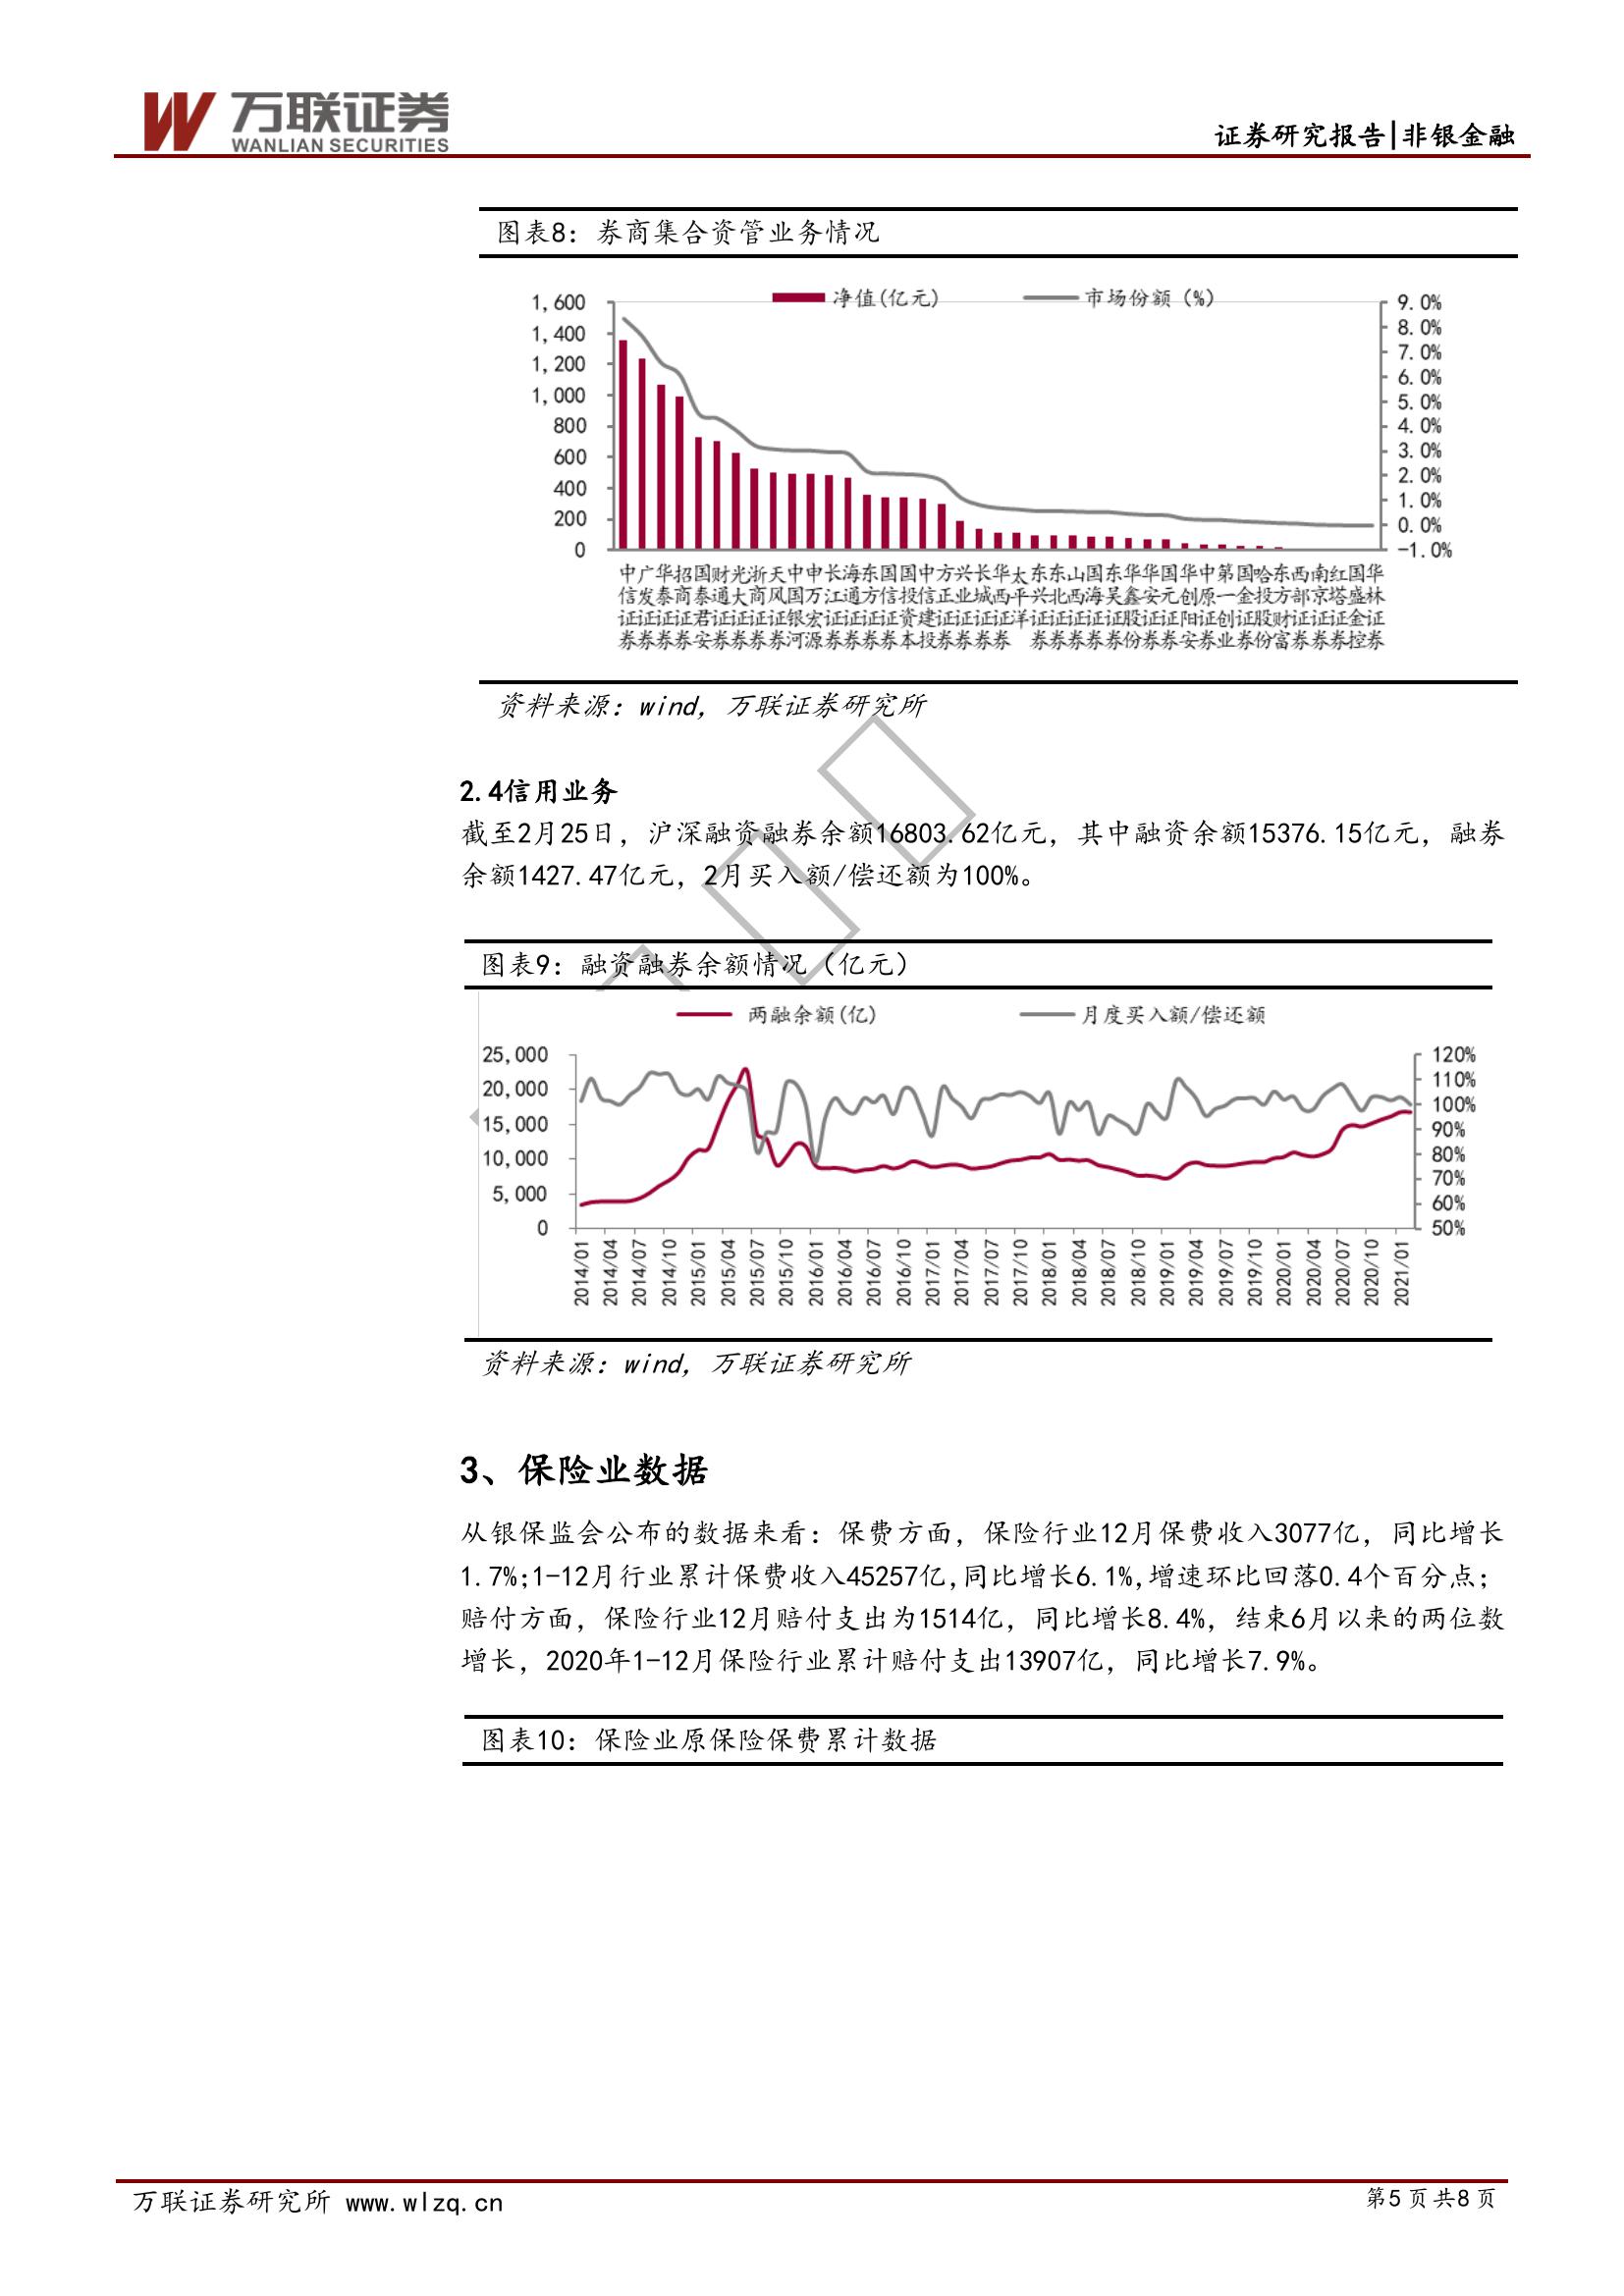 万联证券
WANLIAN SECURITIES
证券研究报告|非银金融
图表8：券商集合资管业务情况
净值(亿元) 市场份额（%）
1,600 9.0%
1,400 8.0%
1,200 7.0%
1,000 6.0%
800 5.0%
600 4.0%
400 3.0%
200 2.0%
0 1.0%
0.0%
-1.0%
中信证券
广发证券
华泰证券
招商证券
国泰君安
财通证券
光大证券
浙商证券
天风证券
中国银河
申万宏源
长江证券
海通证券
东方证券
国信证券
国投资本
中信建投
方正证券
兴业证券
长城证券
华西证券
太平洋
东兴证券
东北证券
山西证券
国海证券
东吴证券
华鑫股份
华安证券
国元证券
华创阳安
中原证券
第一创业
国金证券
哈投股份
东方财富
西部证券
南京证券
红塔证券
国盛金控
华林证券
资料来源：wind，万联证券研究所
2.4信用业务
截至2月25日，沪深融资融券余额16803.62亿元，其中融资余额15376.15亿元，融券
余额1427.47亿元，2月买入额/偿还额为100%。
图表9：融资融券余额情况（亿元）
两融余额(亿) 月度买入额/偿还额
25,000 120%
20,000 110%
15,000 100%
10,000 90%
5,000 80%
0 70%
60%
50%
2014/01
2014/04
2014/07
2014/10
2015/01
2015/04
2015/07
2015/10
2016/01
2016/04
2016/07
2016/10
2017/01
2017/04
2017/07
2017/10
2018/01
2018/04
2018/07
2018/10
2019/01
2019/04
2019/07
2019/10
2020/01
2020/04
2020/07
2020/10
2021/01
资料来源：wind，万联证券研究所
3、保险业数据
从银保监会公布的数据来看：保费方面，保险行业12月保费收入3077亿，同比增长
1.7%;1-12月行业累计保费收入45257亿,同比增长6.1%,增速环比回落0.4个百分点；
赔付方面，保险行业12月赔付支出为1514亿，同比增长8.4%，结束6月以来的两位数
增长，2020年1-12月保险行业累计赔付支出13907亿，同比增长7.9%。
图表10：保险业原保险保费累计数据
万联证券研究所 www.wlzq.cn
第5页共8页